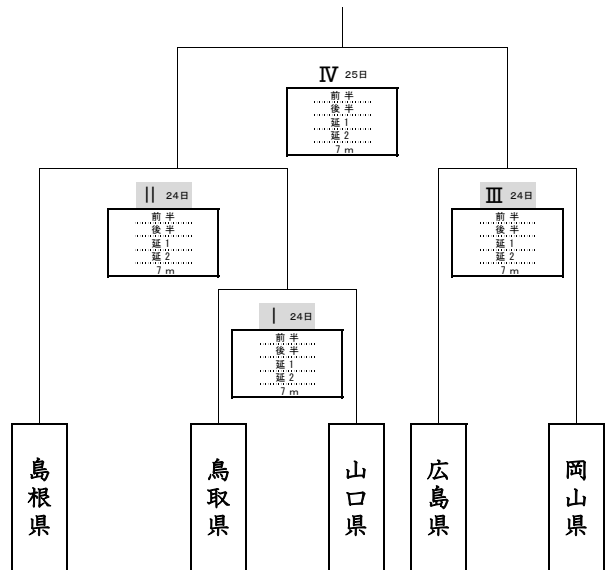 Ⅳ 25日
前半
後半
延1
延2
7m
Ⅱ 24日
前半
後半
延1
延2
7m
Ⅲ 24日
前半
後半
延1
延2
7m
Ⅰ 24日
前半
後半
延1
延2
7m
島根県
鳥取県
山口県
広島県
岡山県